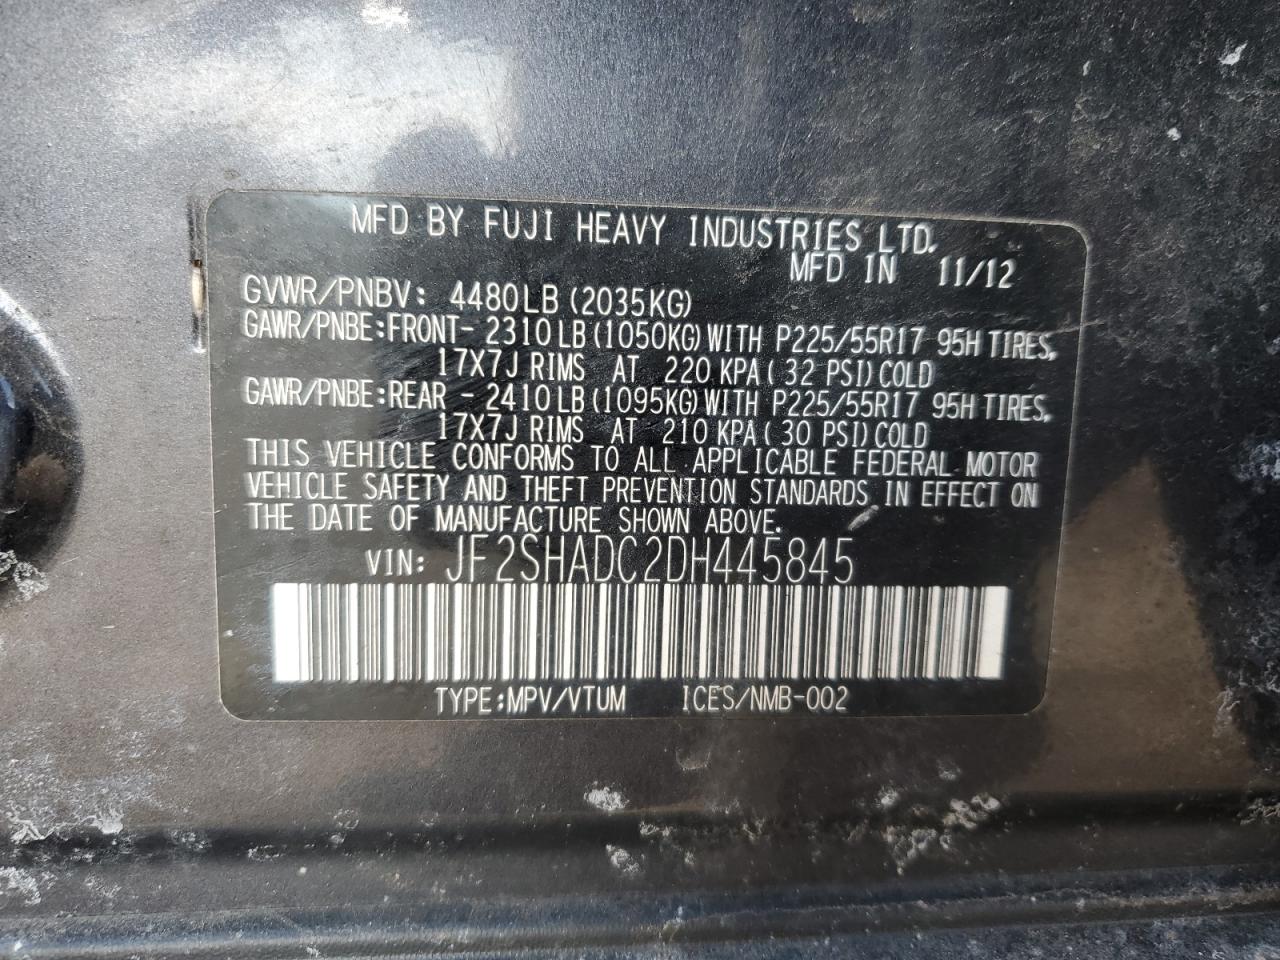 MFD BY FUJI HEAVY INDUSTRIES LTD.
MFD IN 11/12
GVWR/PNBV: 4480LB (2035KG)
GAWR/PNBE:FRONT- 2310LB(1050KG)WITH P225/55R17 95H TIRES,
17X7J RIMS AT 220 KPA( 32 PSI)COLD
GAWR/PNBE:REAR - 2410LB(1095KG)WITH P225/55R17 95H TIRES,
17X7J RIMS AT 210 KPA( 30 PSI)COLD
THIS VEHICLE CONFORMS TO ALL APPLICABLE FEDERAL MOTOR
VEHICLE SAFETY AND THEFT PREVENTION STANDARDS IN EFFECT ON
THE DATE OF MANUFACTURE SHOWN ABOVE.
VIN: JF2SHADC2DH445845
TYPE:MPV/VTUM ICES/NMB-002